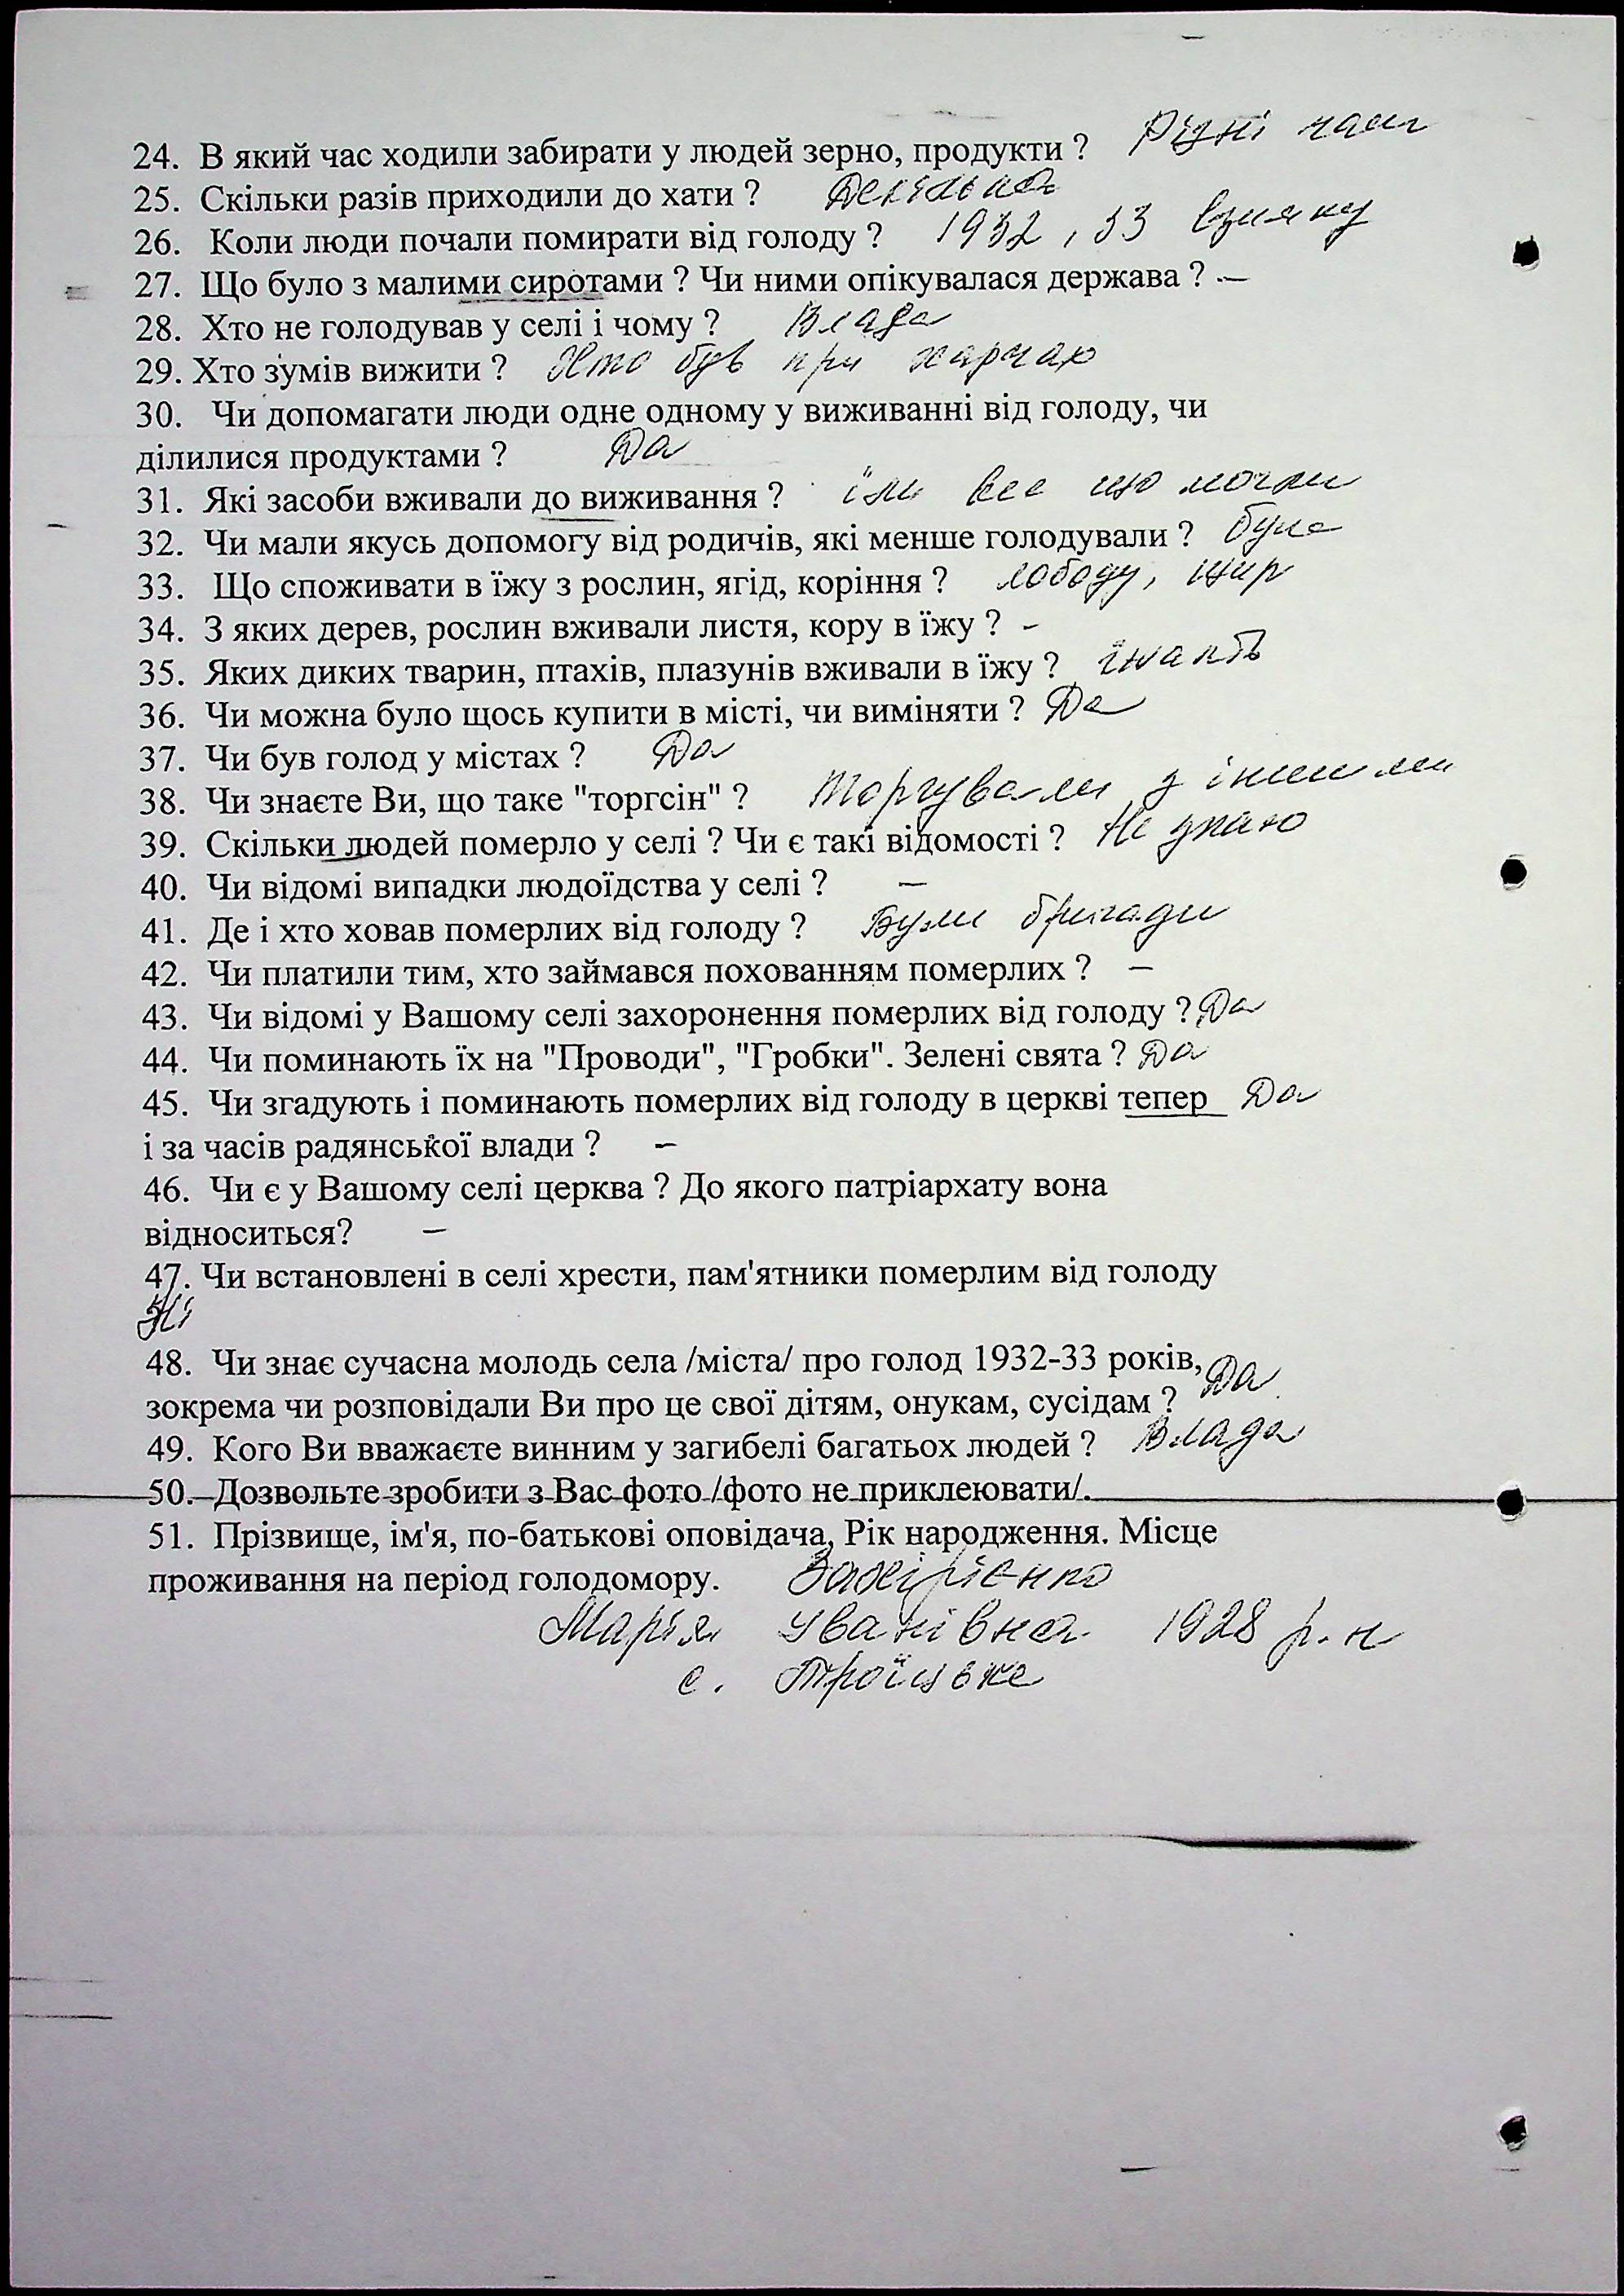 24. В який час ходили забирати у людей зерно, продукти ? Різні часи
25. Скільки разів приходили до хати ? Декілька
26. Коли люди почали помирати від голоду ? 1932, 33 взимку
27. Що було з малими сиротами ? Чи ними опікувалася держава ? —
28. Хто не голодував у селі і чому ? Влада
29. Хто зумів вижити ? Хто був при харчах
30. Чи допомагати люди одне одному у виживанні від голоду, чи
ділилися продуктами ? Да
31. Які засоби вживали до виживання ? їли все що могли
32. Чи мали якусь допомогу від родичів, які менше голодували ? була
33. Що споживати в їжу з рослин, ягід, коріння ? лободу, щир
34. З яких дерев, рослин вживали листя, кору в їжу ? -
35. Яких диких тварин, птахів, плазунів вживали в їжу ?
36. Чи можна було щось купити в місті, чи виміняти ? Да
37. Чи був голод у містах ? Да
38. Чи знаєте Ви, що таке "торгсін" ? Торгували з іншими
39. Скільки людей померло у селі ? Чи є такі відомості ? Не знаю
40. Чи відомі випадки людоїдства у селі ? —
41. Де і хто ховав померлих від голоду ? Були бригади
42. Чи платили тим, хто займався похованням померлих ? —
43. Чи відомі у Вашому селі захоронення померлих від голоду ? Да
44. Чи поминають їх на "Проводи", "Гробки". Зелені свята ? Да
45. Чи згадують і поминають померлих від голоду в церкві тепер Да
і за часів радянської влади ? –
46. Чи є у Вашому селі церква ? До якого патріархату вона
відноситься? –
47. Чи встановлені в селі хрести, пам'ятники померлим від голоду
Ні
48. Чи знає сучасна молодь села /міста/ про голод 1932-33 років,
зокрема чи розповідали Ви про це свої дітям, онукам, сусідам ? Да
49. Кого Ви вважаєте винним у загибелі багатьох людей ? Влада
50. Дозвольте зробити з Вас фото /фото не приклеювати/.
51. Прізвище, ім'я, по-батькові оповідача, Рік народження. Місце
проживання на період голодомору.
Марія Іванівна 1928 р.н
с. Троїцьке